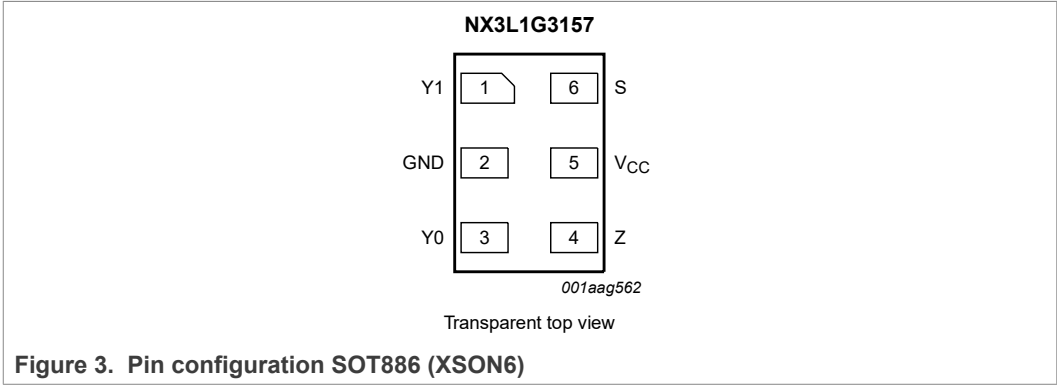 NX3L1G3157
Y1 1 6 S
GND 2 5 VCC
Y0 3 4 Z
001aag562
Transparent top view
Figure 3. Pin configuration SOT886 (XSON6)